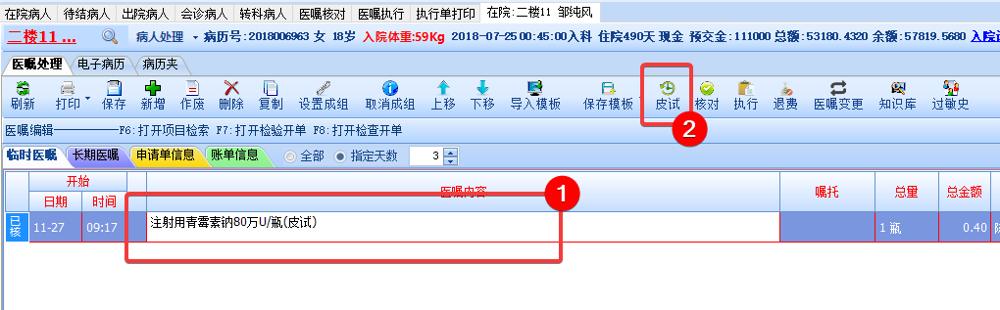 在院病人 待结病人 出院病人 会诊病人 转科病人 医嘱核对 医嘱执行 执行单打印 在院:二楼11 邹纯风
二楼11 ... 病人处理 病历号:2018006963 女 18岁 入院体重:59Kg 2018-07-25 00:45:00入科 住院490天 现金 预交金:111000 总额:53180.4320 余额:57819.5680
医嘱处理 电子病历 病历夹
刷新 打印 保存 新增 作废 删除 复制 设置成组 取消成组 上移 下移 导入模板 保存模板 皮试 核对 执行 退费 医嘱变更 知识库 过敏史
2
医嘱编辑——————F6:打开项目检索 F7:打开检验开单 F8:打开检查开单
临时医嘱 长期医嘱 申请单信息 账单信息 全部 指定天数 3
开始 医嘱内容 嘱托 总量 总金额
日期 时间
1
已核 11-27 09:17 注射用青霉素钠80万U/瓶(皮试) 1 瓶 0.40